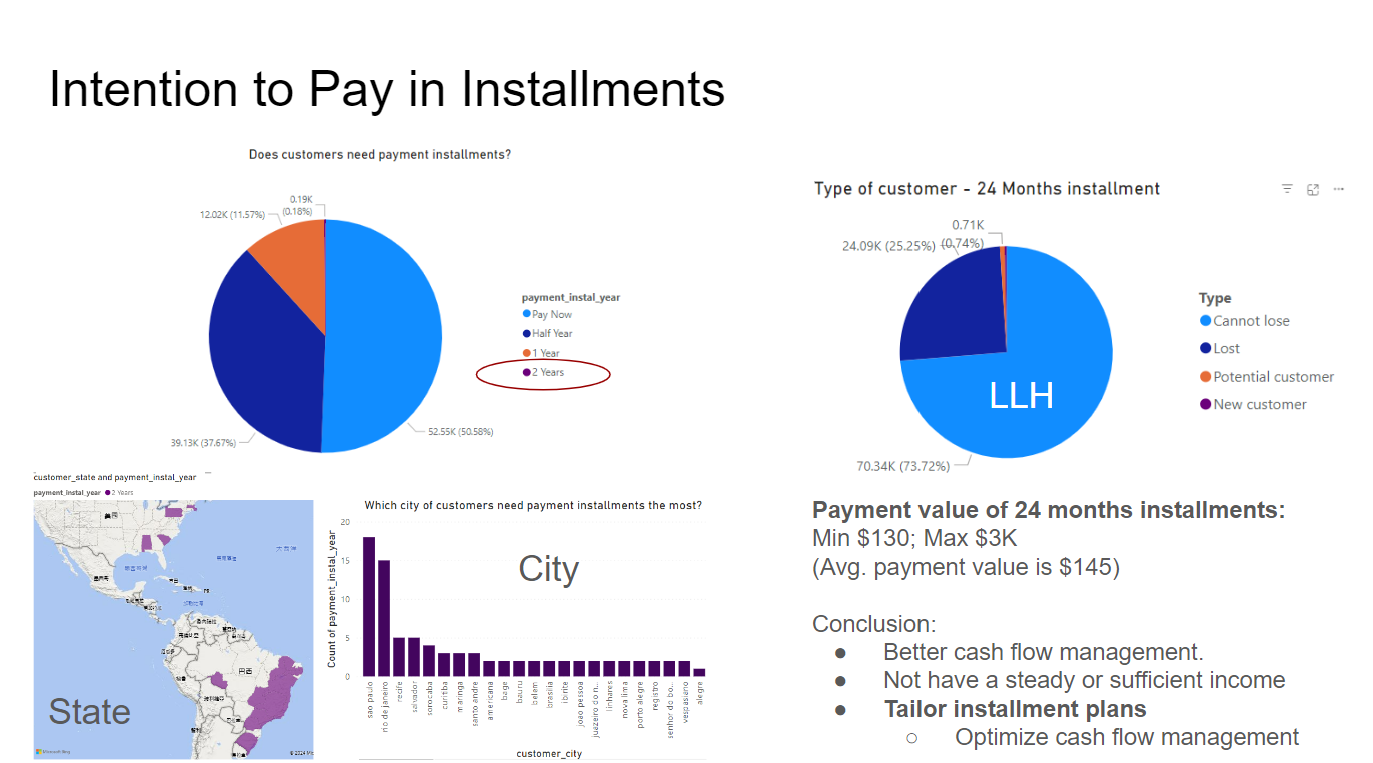 Intention to Pay in Installments
Does customers need payment installments?
0.19K
(0.18%)
12.02K (11.57%)
39.13K (37.67%)
52.55K (50.58%)
payment_instal_year
Pay Now
Half Year
1 Year
2 Years
Type of customer - 24 Months installment
0.71K
(0.74%)
24.09K (25.25%)
70.34K (73.72%)
LLH
Type
Cannot lose
Lost
Potential customer
New customer
customer_state and payment_instal_year
payment_instal_year 2 Years
美国
墨西哥
巴西
State
Microsoft Bing
© 2024 Mi
Which city of customers need payment installments the most?
City
Count of payment_instal_year
20
15
10
5
0
sao paulo
rio de janeiro
recife
salvador
sorocaba
curitiba
maringa
santo andre
americana
bage
bauru
belem
brasilia
ibirite
joao pessoa
juazeiro do n...
linhares
nova lima
porto alegre
registro
senhor do bo...
vespasiano
alegre
customer_city
Payment value of 24 months installments:
Min $130; Max $3K
(Avg. payment value is $145)
Conclusion:
● Better cash flow management.
● Not have a steady or sufficient income
● Tailor installment plans
○ Optimize cash flow management